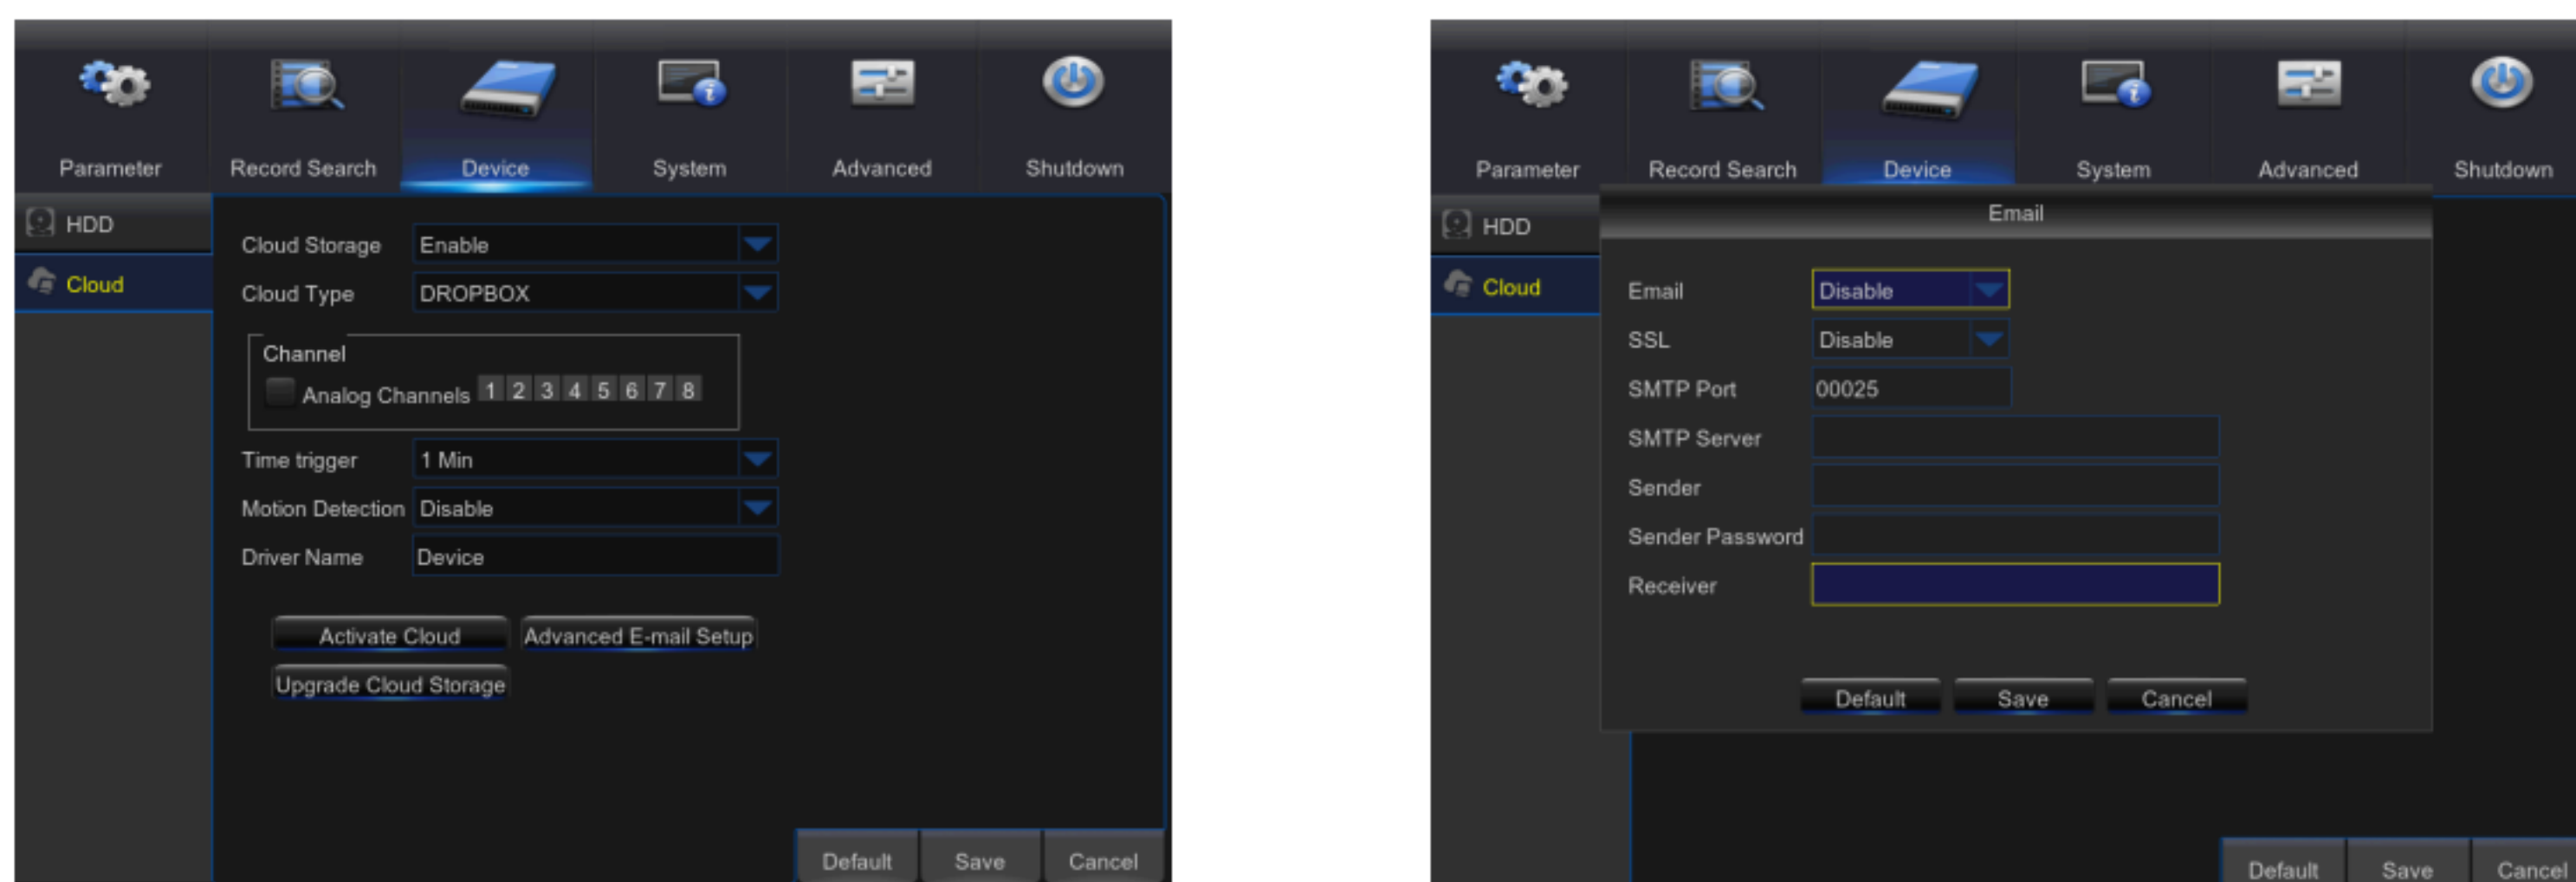 Parameter Record Search Device System Advanced Shutdown
HDD
Cloud
Cloud Storage Enable
Cloud Type DROPBOX
Channel
Analog Channels 1 2 3 4 5 6 7 8
Time trigger 1 Min
Motion Detection Disable
Driver Name Device
Activate Cloud Advanced E-mail Setup
Upgrade Cloud Storage
Default Save Cancel
Parameter Record Search Device System Advanced Shutdown
HDD
Cloud
Email
Email Disable
SSL Disable
SMTP Port 00025
SMTP Server
Sender
Sender Password
Receiver
Default Save Cancel
Default Save Cancel